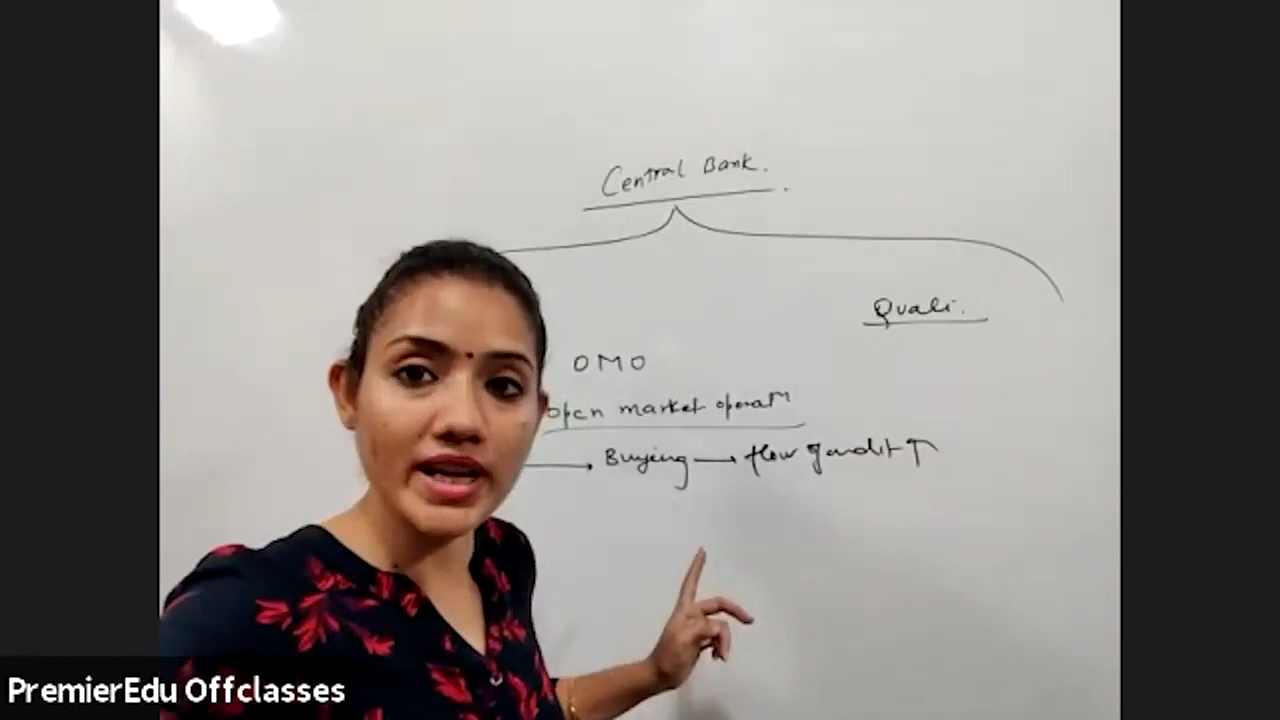 Central Bank.
Quali.
OMO
open market operatn
Buying → flow of credit ↑
PremierEdu Offclasses